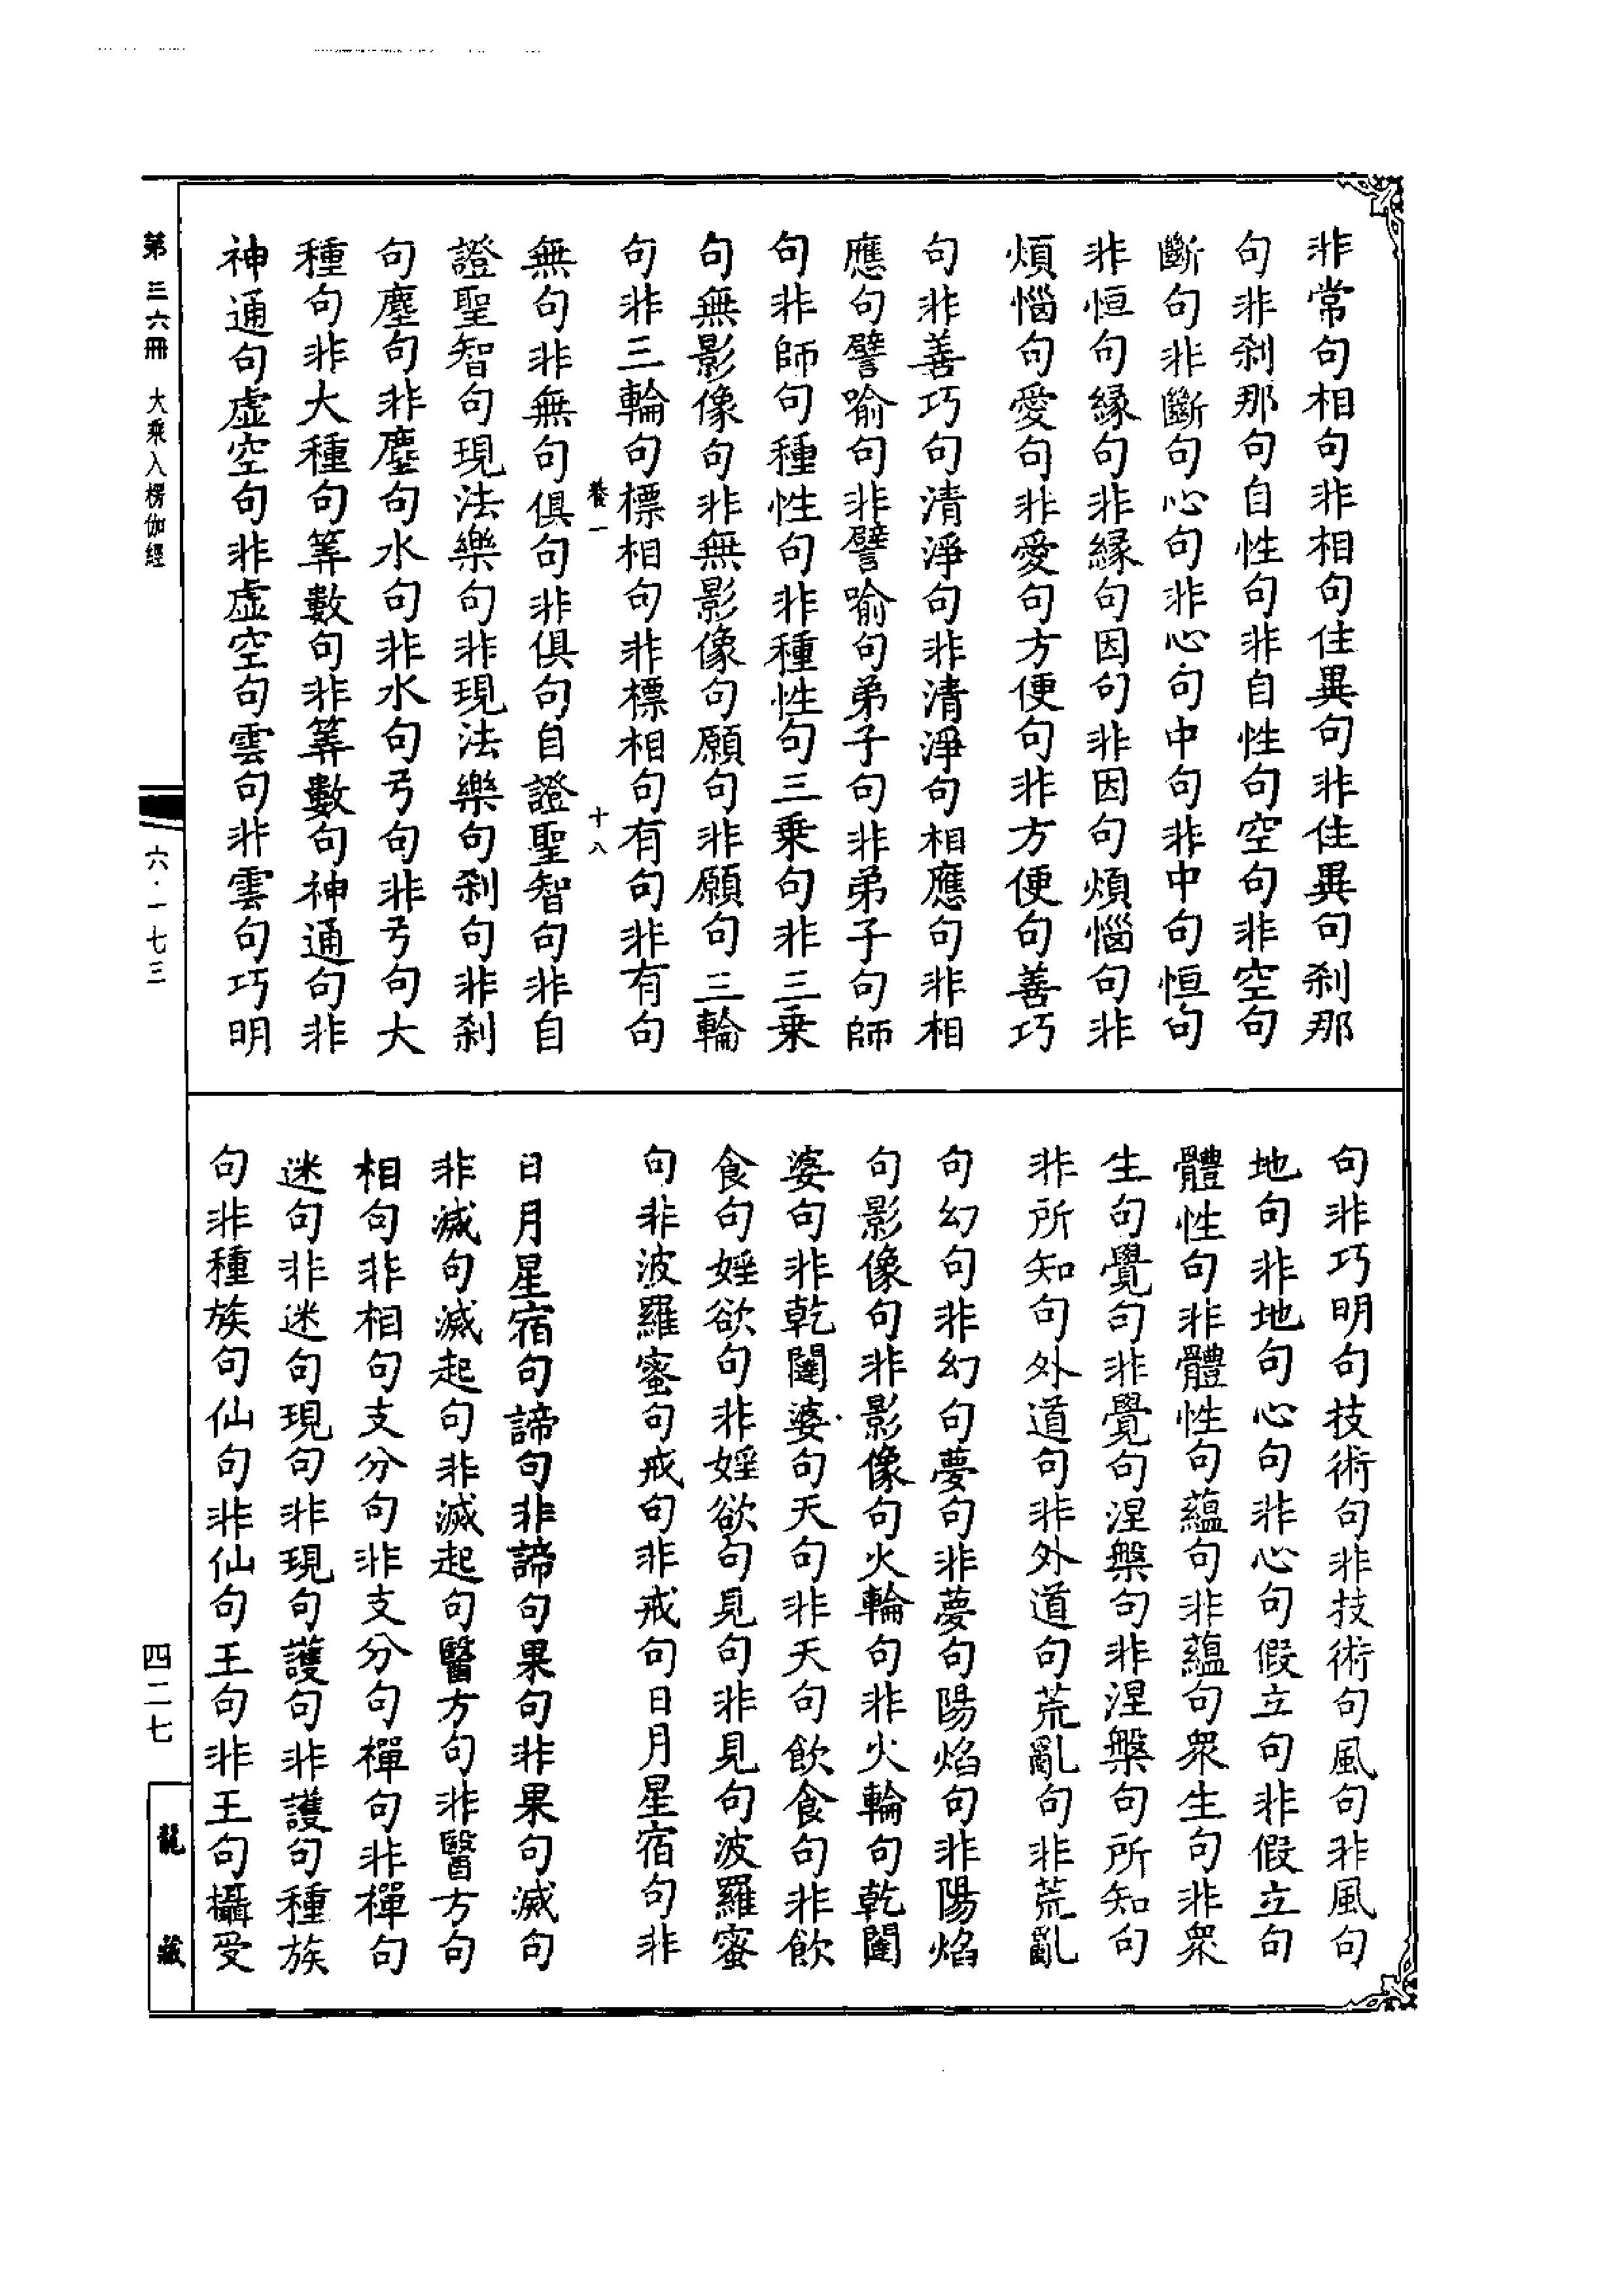 非常句相句非相句住異句非住異句剎那
句非剎那句自性句非自性句空句非空句
斷句非斷句心句非心句中句非中句恒句
非恒句緣句非緣句因句非因句煩惱句非
煩惱句愛句非愛句方便句非方便句善巧
句非善巧句清淨句非清淨句相應句非相
應句譬喻句非譬喻句弟子句非弟子句師
句非師句種性句非種性句三乘句非三乘
句無影像句非無影像句願句非願句三輪
句非三輪句標相句非標相句有句非有句
卷一 十八
無句非無句俱句非俱句自證聖智句非自
證聖智句現法樂句非現法樂句剎句非剎
句塵句非塵句水句非水句弓句非弓句大
種句非大種句筭數句非筭數句神通句非
神通句虛空句非虛空句雲句非雲句巧明
句非巧明句技術句非技術句風句非風句
地句非地句心句非心句假立句非假立句
體性句非體性句蘊句非蘊句眾生句非眾
生句覺句非覺句涅槃句非涅槃句所知句
非所知句外道句非外道句荒亂句非荒亂
句幻句非幻句夢句非夢句陽焰句非陽焰
句影像句非影像句火輪句非火輪句乾闥
婆句非乾闥婆句天句非天句飲食句非飲
食句婬欲句非婬欲句見句非見句波羅蜜
句非波羅蜜句戒句非戒句日月星宿句非
日月星宿句諦句非諦句果句非果句滅句
非滅句滅起句非滅起句醫方句非醫方句
相句非相句支分句非支分句禪句非禪句
迷句非迷句現句非現句護句非護句種族
句非種族句仙句非仙句王句非王句攝受
第三六冊 大乘入楞伽經
六·一七三
四二七
龍藏